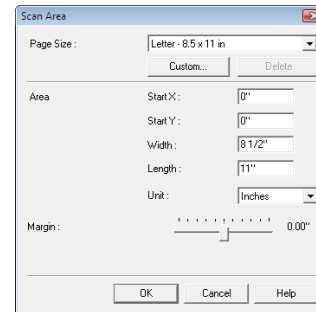 Scan Area
Page Size : Letter - 8.5 x 11 in
Custom... Delete
Area Start X : 0"
Start Y : 0"
Width : 8 1/2"
Length : 11"
Unit : Inches
Margin : 0.00"
OK Cancel Help